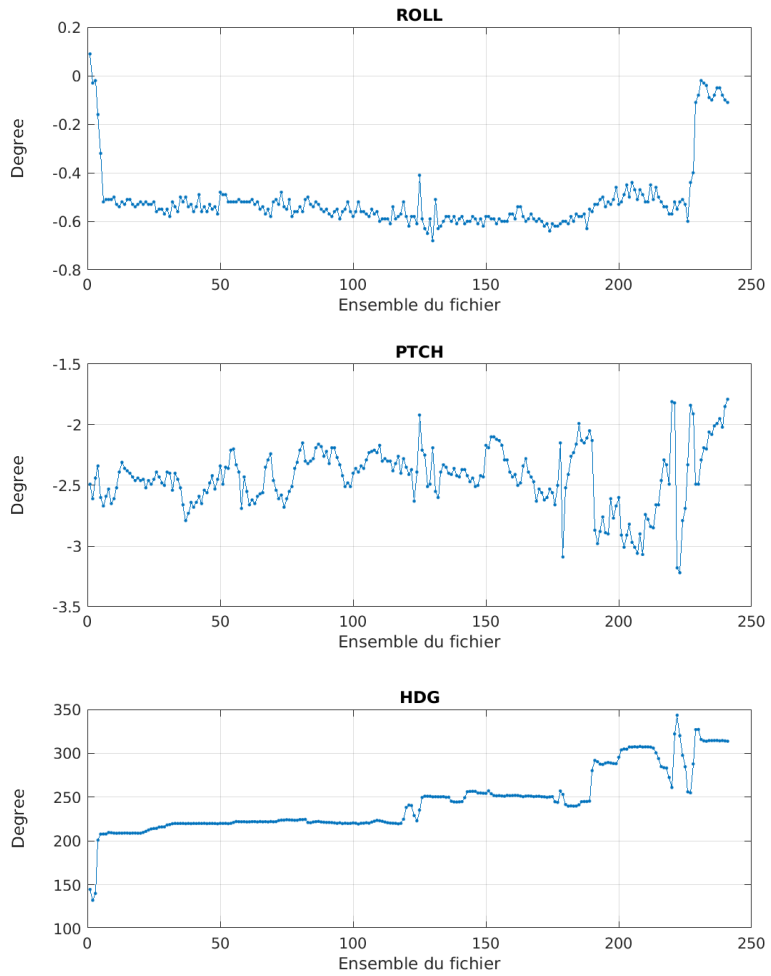 ROLL
0.2
0
-0.2
-0.4
-0.6
-0.8
Degree
0 50 100 150 200 250
Ensemble du fichier
PTCH
-1.5
-2
-2.5
-3
-3.5
Degree
0 50 100 150 200 250
Ensemble du fichier
HDG
350
300
250
200
150
100
Degree
0 50 100 150 200 250
Ensemble du fichier